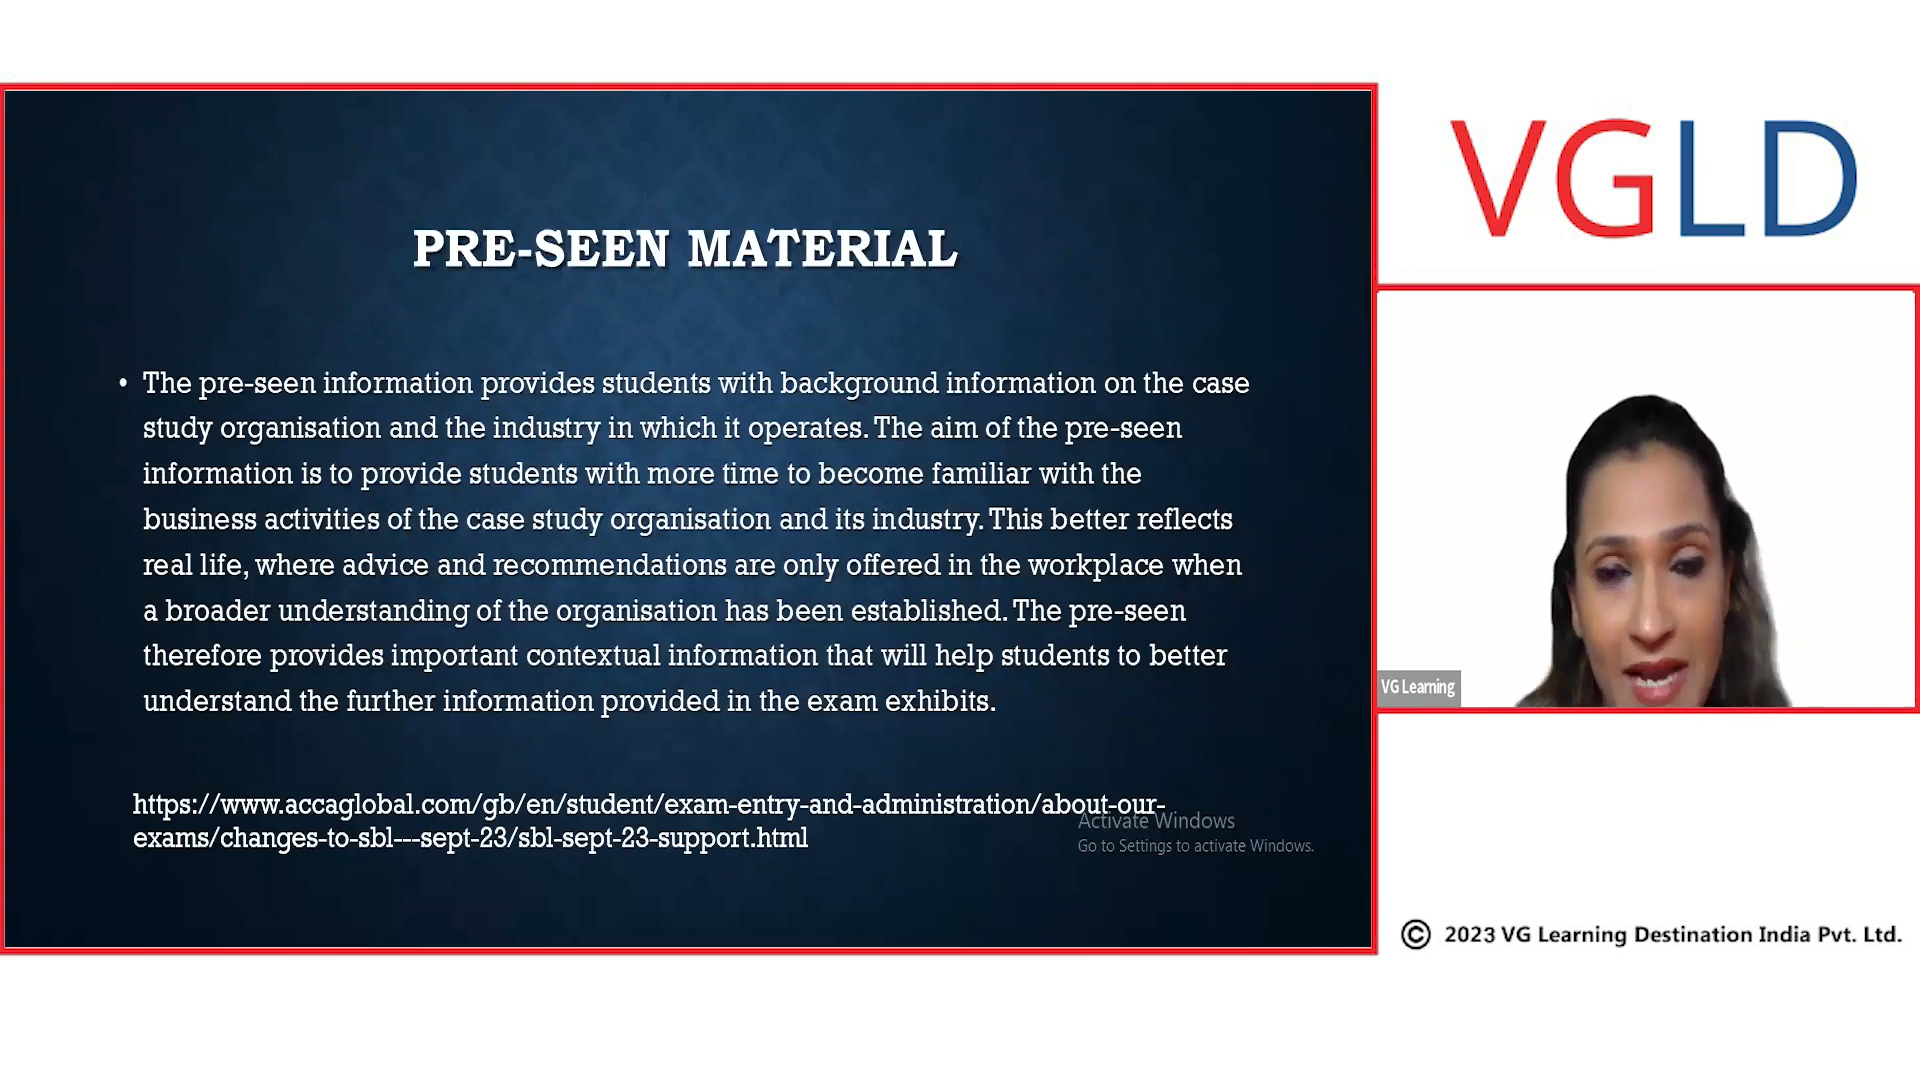 PRE-SEEN MATERIAL
• The pre-seen information provides students with background information on the case
study organisation and the industry in which it operates. The aim of the pre-seen
information is to provide students with more time to become familiar with the
business activities of the case study organisation and its industry. This better reflects
real life, where advice and recommendations are only offered in the workplace when
a broader understanding of the organisation has been established. The pre-seen
therefore provides important contextual information that will help students to better
understand the further information provided in the exam exhibits.
https://www.accaglobal.com/gb/en/student/exam-entry-and-administration/about-our-
exams/changes-to-sbl---sept-23/sbl-sept-23-support.html
Activate Windows
Go to Settings to activate Windows.
VGLD
VG Learning
© 2023 VG Learning Destination India Pvt. Ltd.